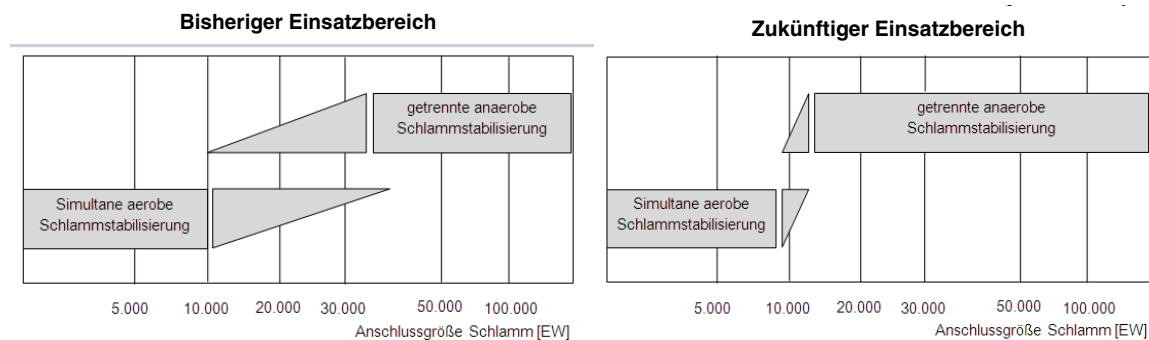 Bisheriger Einsatzbereich
getrennte anaerobe
Schlammstabilisierung
Simultane aerobe
Schlammstabilisierung
5.000 10.000 20.000 30.000 50.000 100.000
Anschlussgröße Schlamm [EW]
Zukünftiger Einsatzbereich
getrennte anaerobe
Schlammstabilisierung
Simultane aerobe
Schlammstabilisierung
5.000 10.000 20.000 30.000 50.000 100.000
Anschlussgröße Schlamm [EW]